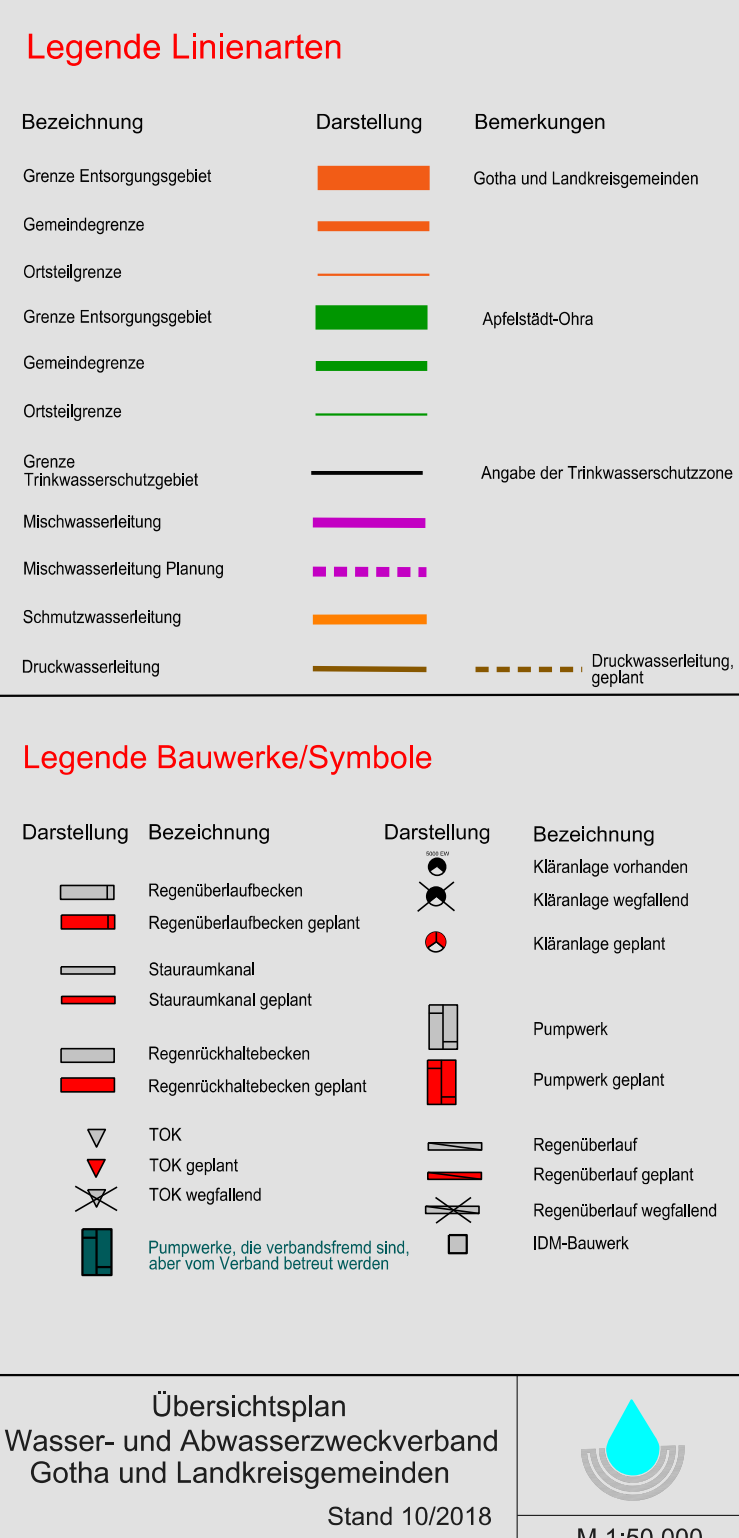 Legende Linienarten
Bezeichnung Darstellung Bemerkungen
Grenze Entsorgungsgebiet Gotha und Landkreisgemeinden
Gemeindegrenze
Ortsteilgrenze
Grenze Entsorgungsgebiet Apfelstädt-Ohra
Gemeindegrenze
Ortsteilgrenze
Grenze
Trinkwasserschutzgebiet Angabe der Trinkwasserschutzzone
Mischwasserleitung
Mischwasserleitung Planung
Schmutzwasserleitung
Druckwasserleitung Druckwasserleitung,
geplant
Legende Bauwerke/Symbole
Darstellung Bezeichnung
Regenüberlaufbecken
Regenüberlaufbecken geplant
Stauraumkanal
Stauraumkanal geplant
Regenrückhaltebecken
Regenrückhaltebecken geplant
TOK
TOK geplant
TOK wegfallend
Pumpwerke, die verbandsfremd sind,
aber vom Verband betreut werden
Darstellung Bezeichnung
5000 EW
Kläranlage vorhanden
Kläranlage wegfallend
Kläranlage geplant
Pumpwerk
Pumpwerk geplant
Regenüberlauf
Regenüberlauf geplant
Regenüberlauf wegfallend
IDM-Bauwerk
Übersichtsplan
Wasser- und Abwasserzweckverband
Gotha und Landkreisgemeinden
Stand 10/2018
M 1:50 000